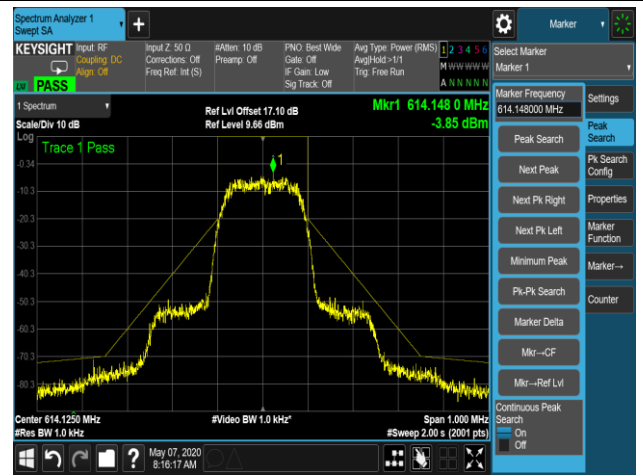 Spectrum Analyzer 1
Swept SA
Marker
KEYSIGHT
Input: RF
Coupling: DC
Align: Off
Input Z: 50 Ω
Corrections: Off
Freq Ref: Int (S)
#Atten: 10 dB
Preamp: Off
PNO: Best Wide
Gate: Off
IF Gain: Low
Sig Track: Off
Avg Type: Power (RMS)
Avg|Hold:>1/1
Trig: Free Run
1 2 3 4 5 6
M W W W W W
A N N N N N
LXI PASS
Select Marker
Marker 1
1 Spectrum
Scale/Div 10 dB
Ref Lvl Offset 17.10 dB
Ref Level 9.66 dBm
Mkr1 614.148 0 MHz
-3.85 dBm
Log
Trace 1 Pass
1
-0.34
-10.3
-20.3
-30.3
-40.3
-50.3
-60.3
-70.3
-80.3
Center 614.1250 MHz
#Res BW 1.0 kHz
#Video BW 1.0 kHz*
Span 1.000 MHz
#Sweep 2.00 s (2001 pts)
Marker Frequency
614.148000 MHz
Peak Search
Next Peak
Next Pk Right
Next Pk Left
Minimum Peak
Pk-Pk Search
Marker Delta
Mkr→CF
Mkr→Ref Lvl
Continuous Peak
Search
On
Off
Settings
Peak
Search
Pk Search
Config
Properties
Marker
Function
Marker→
Counter
?
May 07, 2020
8:16:17 AM